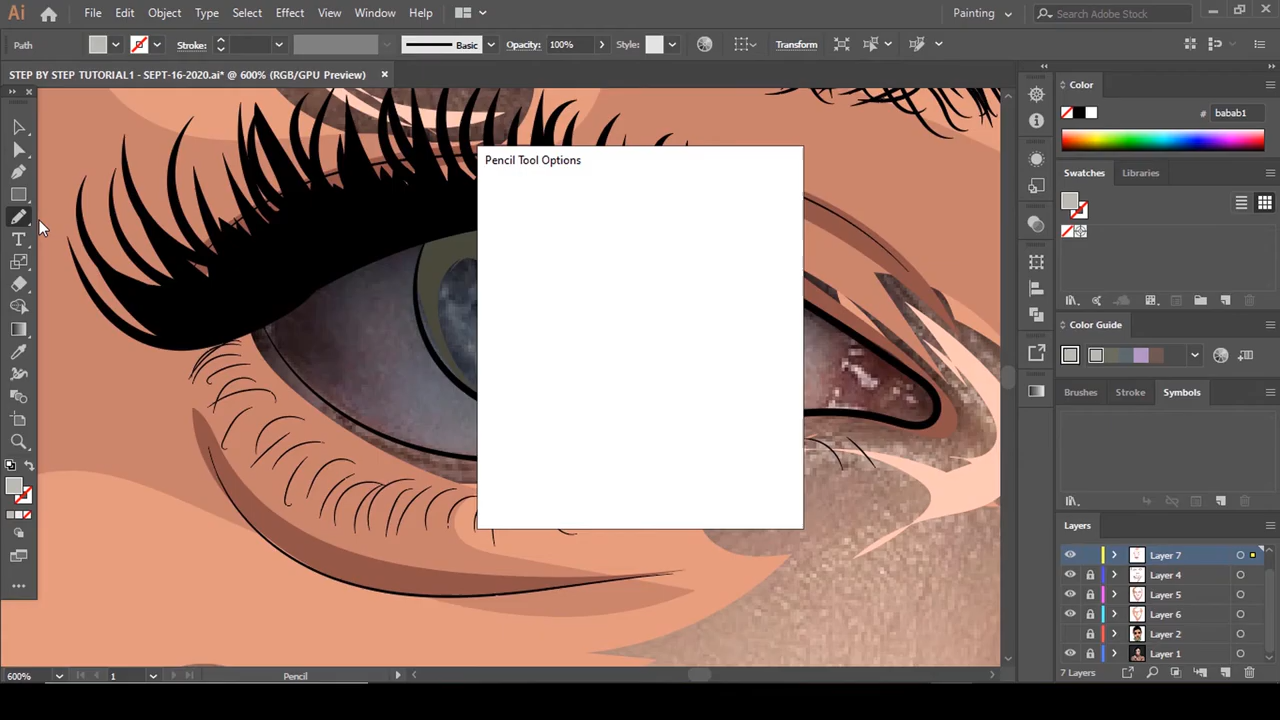 Ai File Edit Object Type Select Effect View Window Help Painting Search Adobe Stock
Path Stroke: Basic Opacity: 100% Style: Transform
STEP BY STEP TUTORIAL1 - SEPT-16-2020.ai* @ 600% (RGB/GPU Preview)
Color
# babab1
Pencil Tool Options
Swatches Libraries
Color Guide
Brushes Stroke Symbols
Layers
Layer 7
Layer 4
Layer 5
Layer 6
Layer 2
Layer 1
7 Layers
600% 1 Pencil